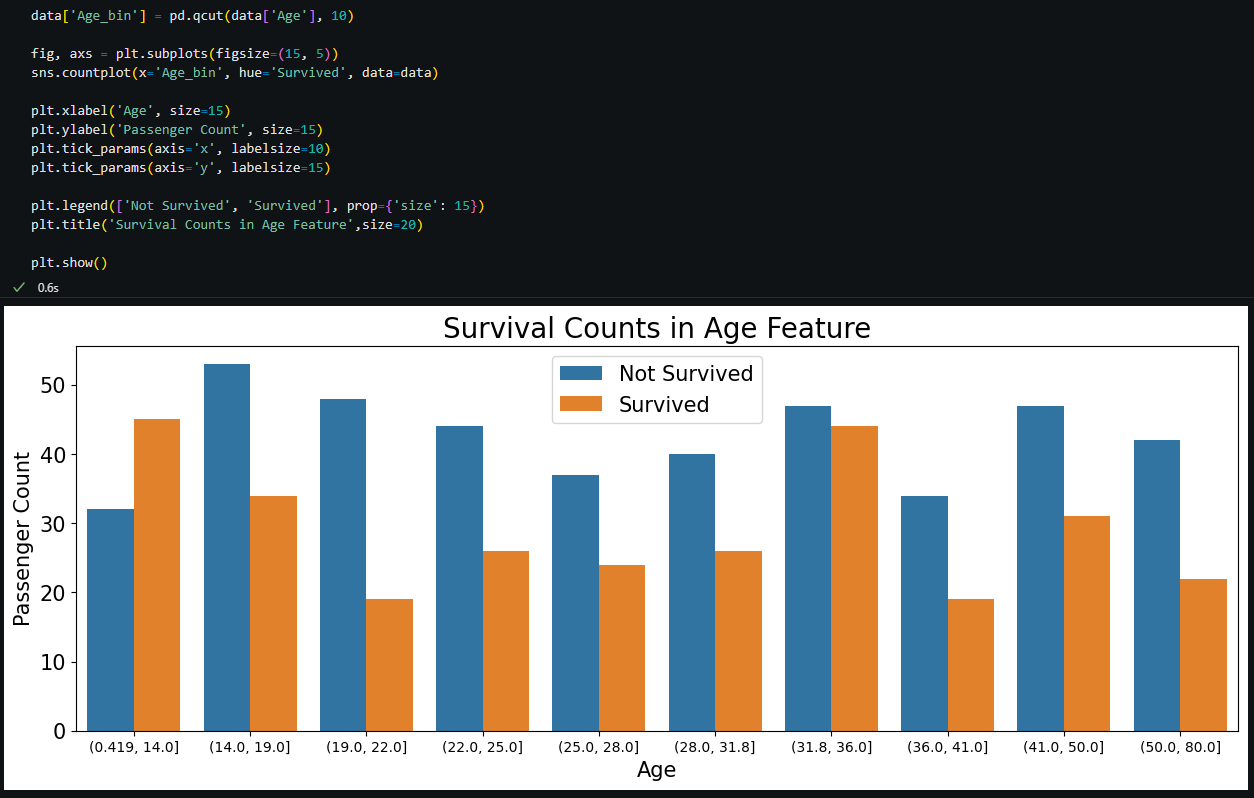 data['Age_bin'] = pd.qcut(data['Age'], 10)
fig, axs = plt.subplots(figsize=(15, 5))
sns.countplot(x='Age_bin', hue='Survived', data=data)
plt.xlabel('Age', size=15)
plt.ylabel('Passenger Count', size=15)
plt.tick_params(axis='x', labelsize=10)
plt.tick_params(axis='y', labelsize=15)
plt.legend(['Not Survived', 'Survived'], prop={'size': 15})
plt.title('Survival Counts in Age Feature',size=20)
plt.show()
0.6s
Survival Counts in Age Feature
Not Survived
Survived
Passenger Count
50
40
30
20
10
0
(0.419, 14.0] (14.0, 19.0] (19.0, 22.0] (22.0, 25.0] (25.0, 28.0] (28.0, 31.8] (31.8, 36.0] (36.0, 41.0] (41.0, 50.0] (50.0, 80.0]
Age